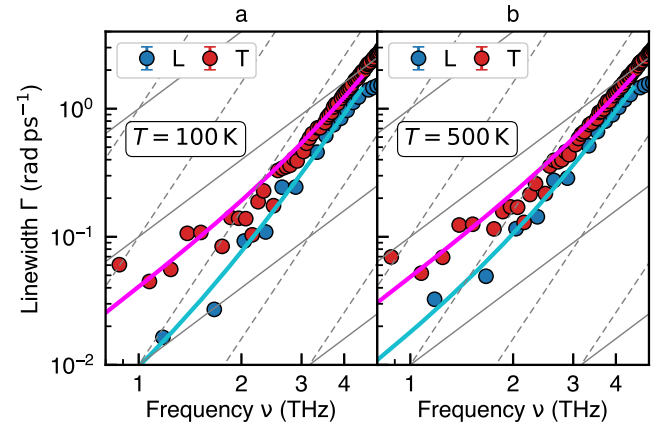 a
b
L
T
L
T
T = 100 K
T = 500 K
Linewidth Γ (rad ps⁻¹)
10⁰
10⁻¹
10⁻²
1
2
3
4
1
2
3
4
Frequency ν (THz)
Frequency ν (THz)